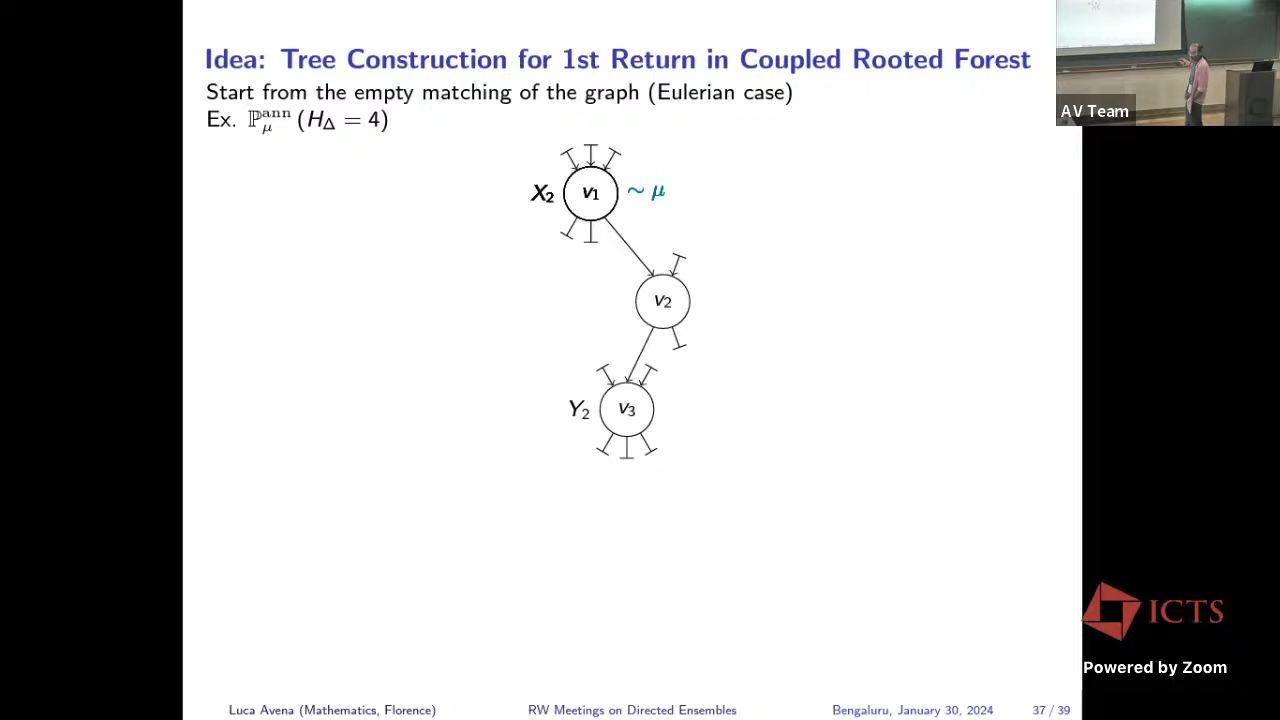 Idea: Tree Construction for 1st Return in Coupled Rooted Forest
Start from the empty matching of the graph (Eulerian case)
Ex. ℙ^ann_μ (H_Δ = 4)
X₂ v₁ ~ μ
v₂
Y₂ v₃
AV Team
ICTS
Powered by Zoom
Luca Avena (Mathematics, Florence) RW Meetings on Directed Ensembles Bengaluru, January 30, 2024 37 / 39